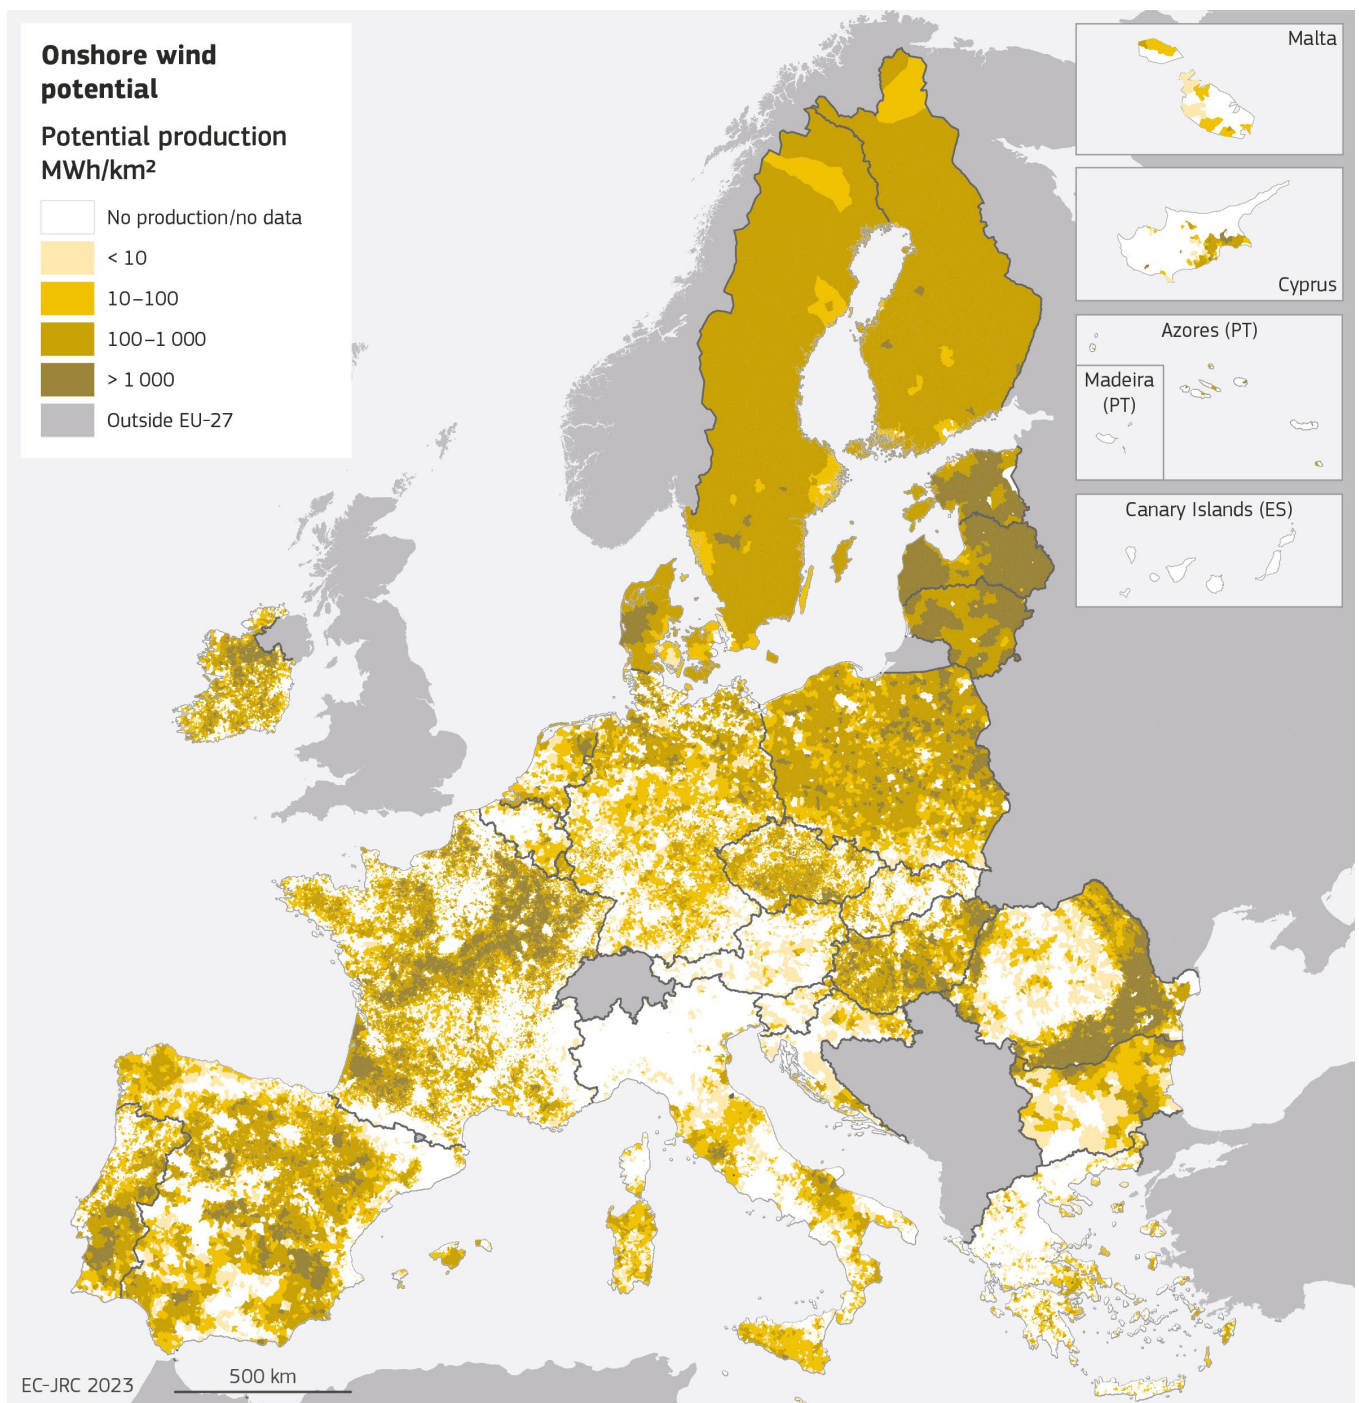 Onshore wind
potential
Potential production
MWh/km²
No production/no data
< 10
10–100
100–1 000
> 1 000
Outside EU-27
Malta
Cyprus
Azores (PT)
Madeira
(PT)
Canary Islands (ES)
500 km
EC-JRC 2023